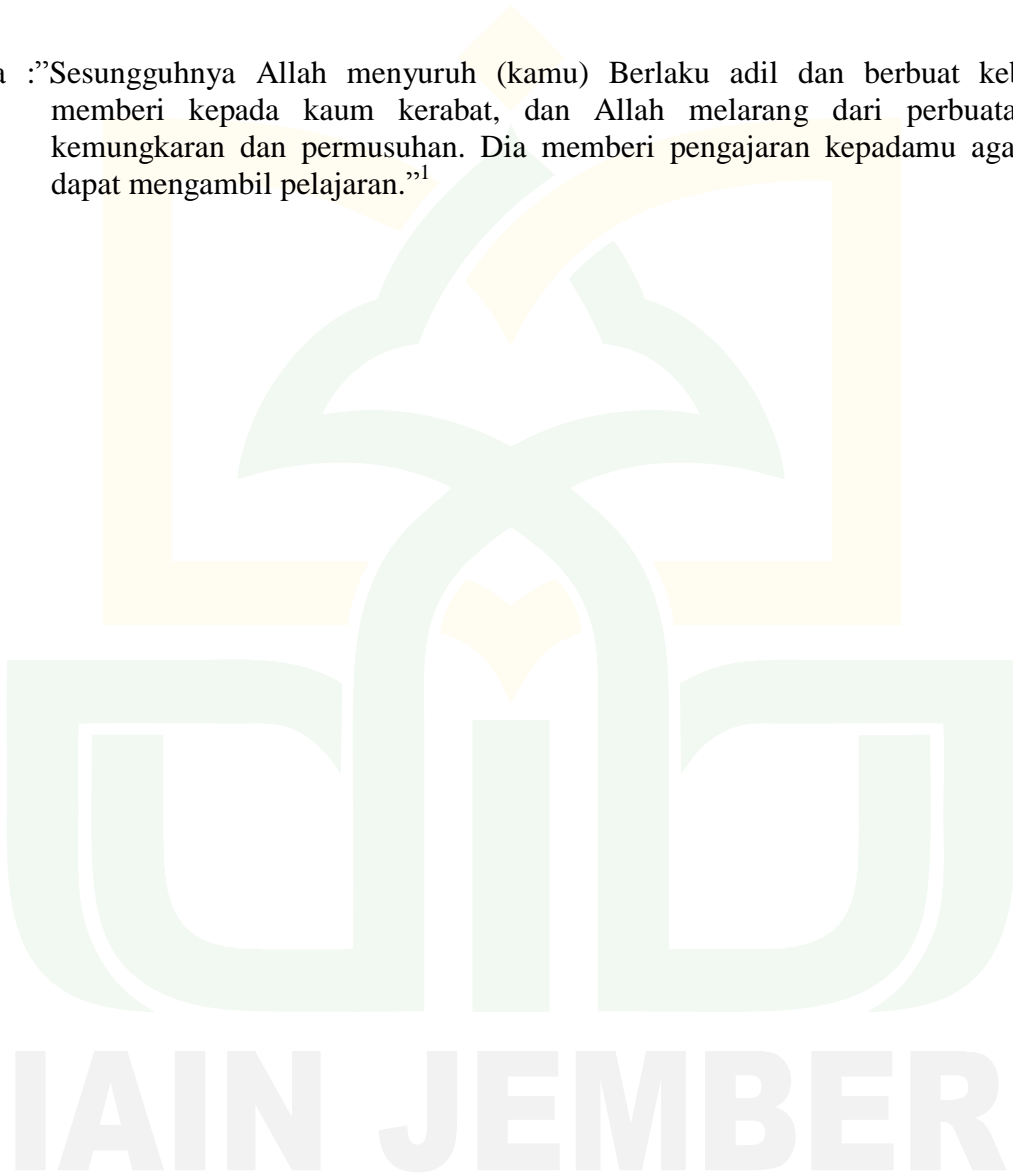 a :”Sesungguhnya Allah menyuruh (kamu) Berlaku adil dan berbuat keb
memberi kepada kaum kerabat, dan Allah melarang dari perbuata
kemungkaran dan permusuhan. Dia memberi pengajaran kepadamu aga
dapat mengambil pelajaran.”1
IAIN JEMBER